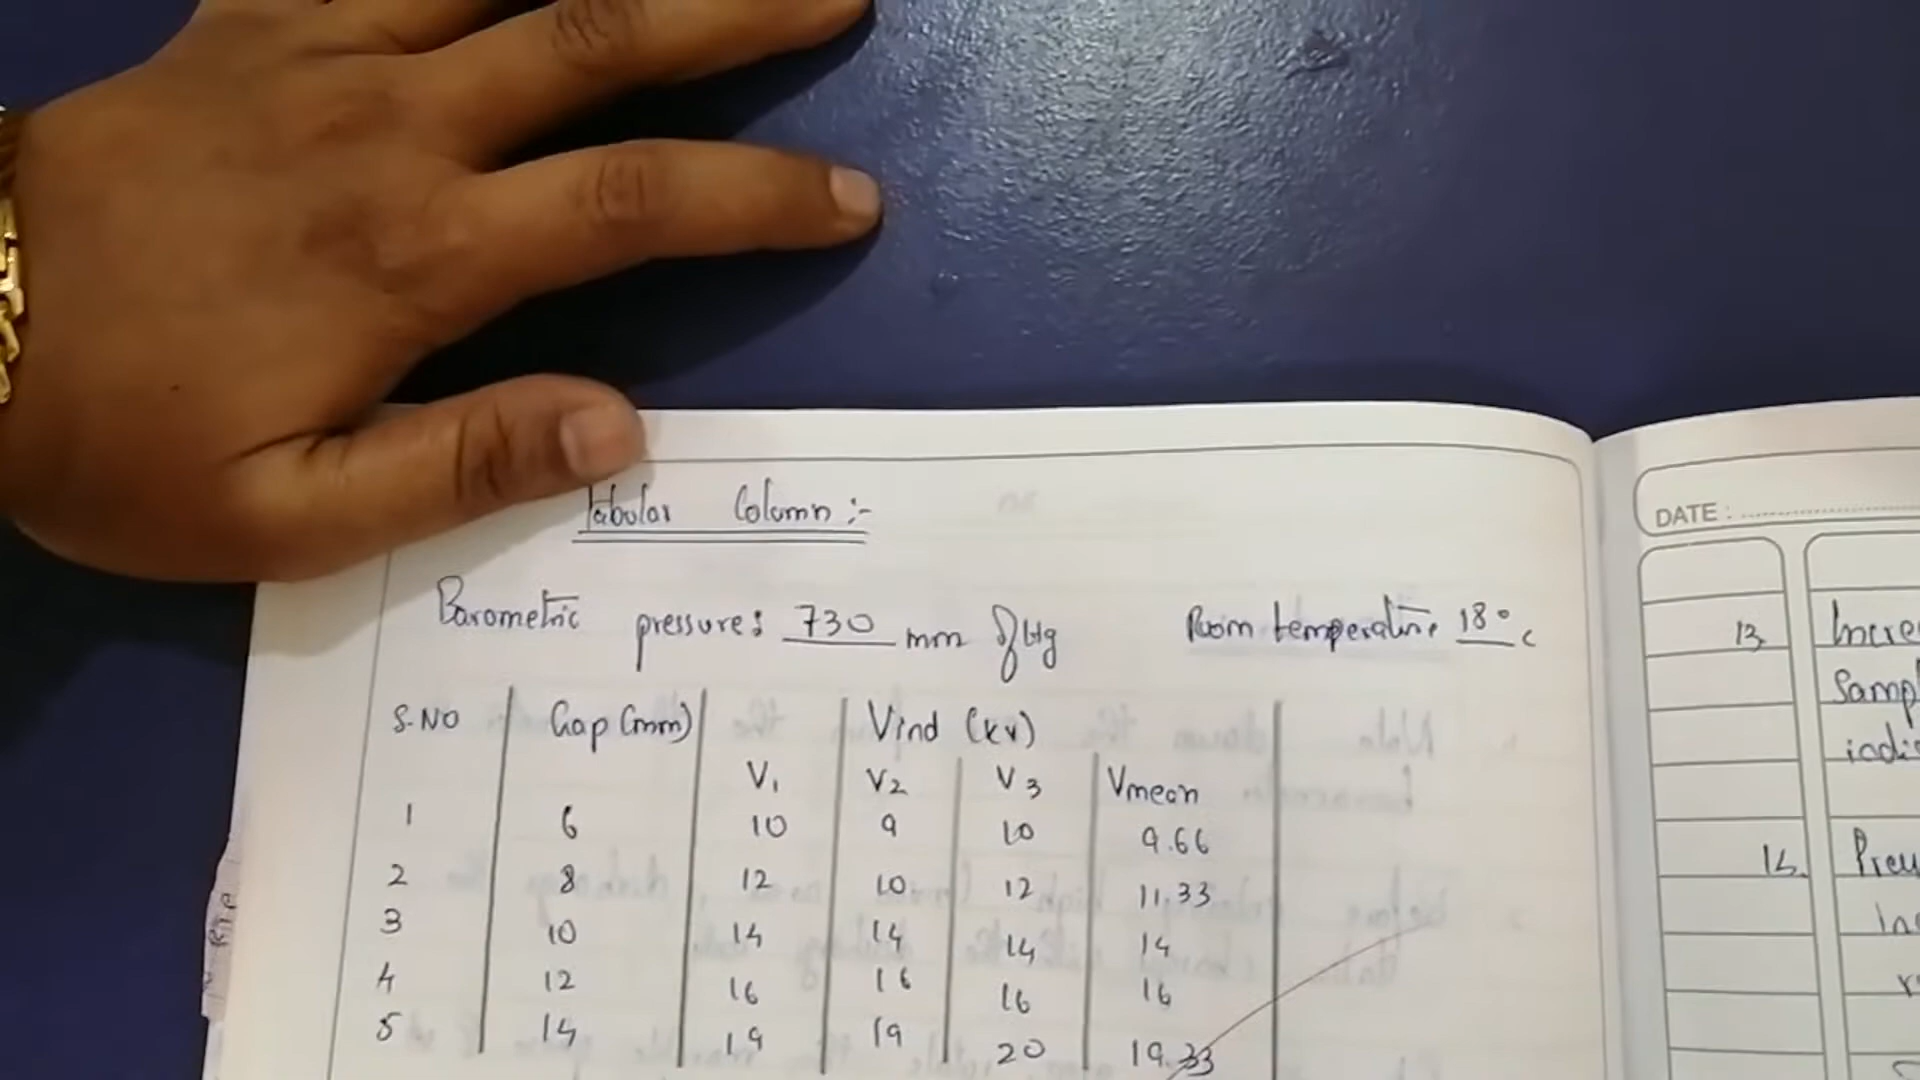 Tabular Column :-
Barometric pressure: 730 mm of Hg Room temperature 18° c
S.NO Gap (mm) Vind (kv)
V1 V2 V3 Vmean
1 6 10 9 10 9.66
2 8 12 10 12 11.33
3 10 14 14 14 14
4 12 16 16 16 16
5 14 19 19 20 19.33
DATE :
13.
14.